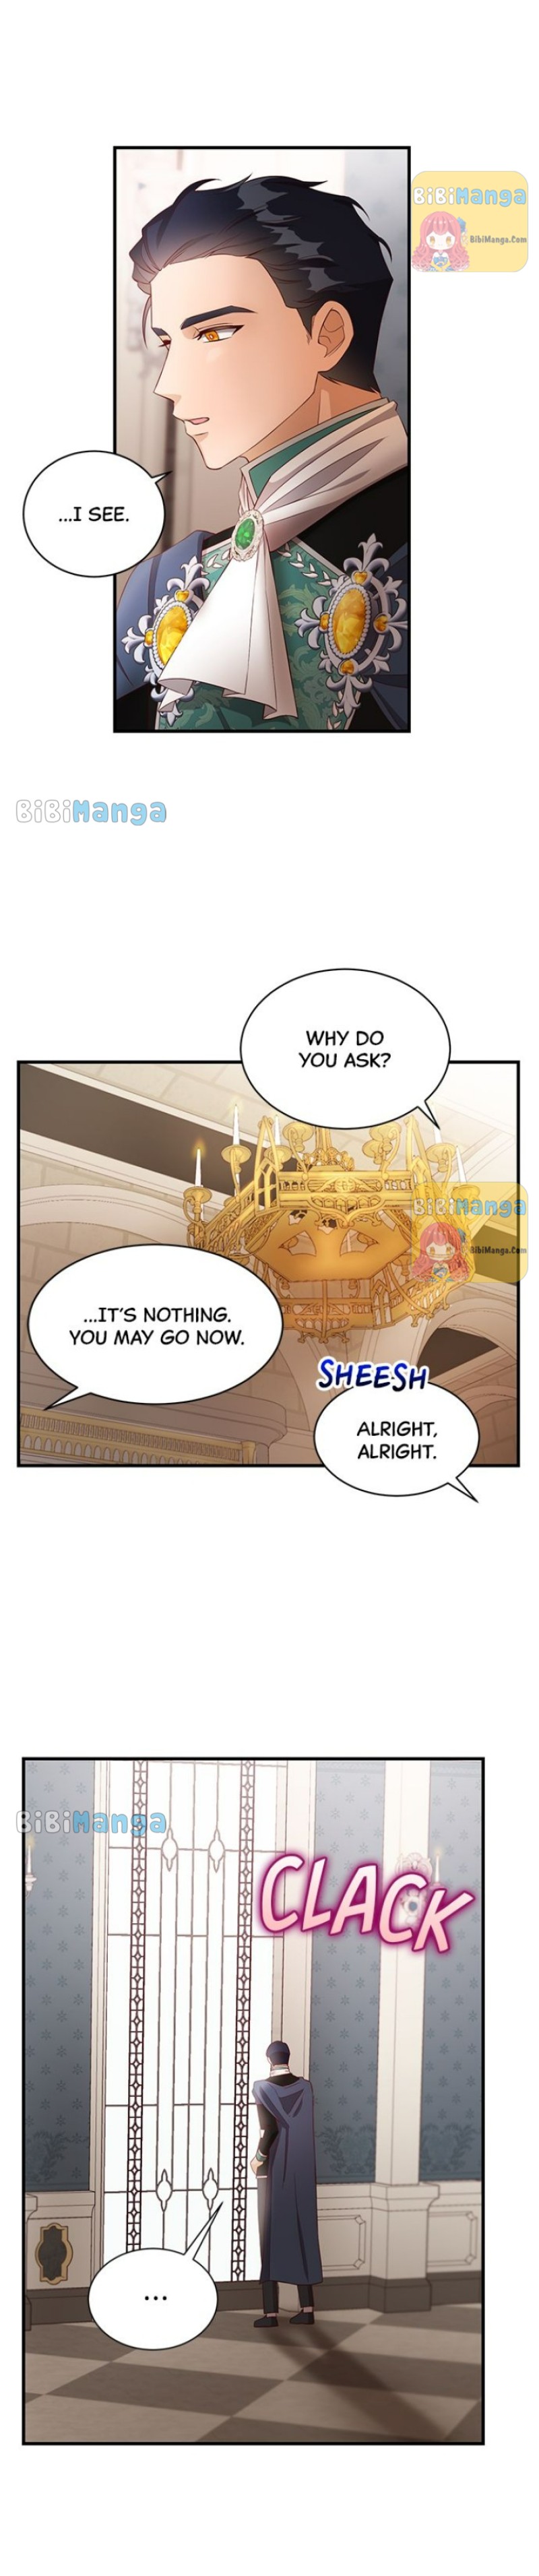 BiBiManga
BibiManga.Com
...I SEE.
BiBiManga
WHY DO
YOU ASK?
BiBiManga
BibiManga.Com
...IT'S NOTHING.
YOU MAY GO NOW.
SHEESH
ALRIGHT,
ALRIGHT.
BiBiManga
CLACK
...